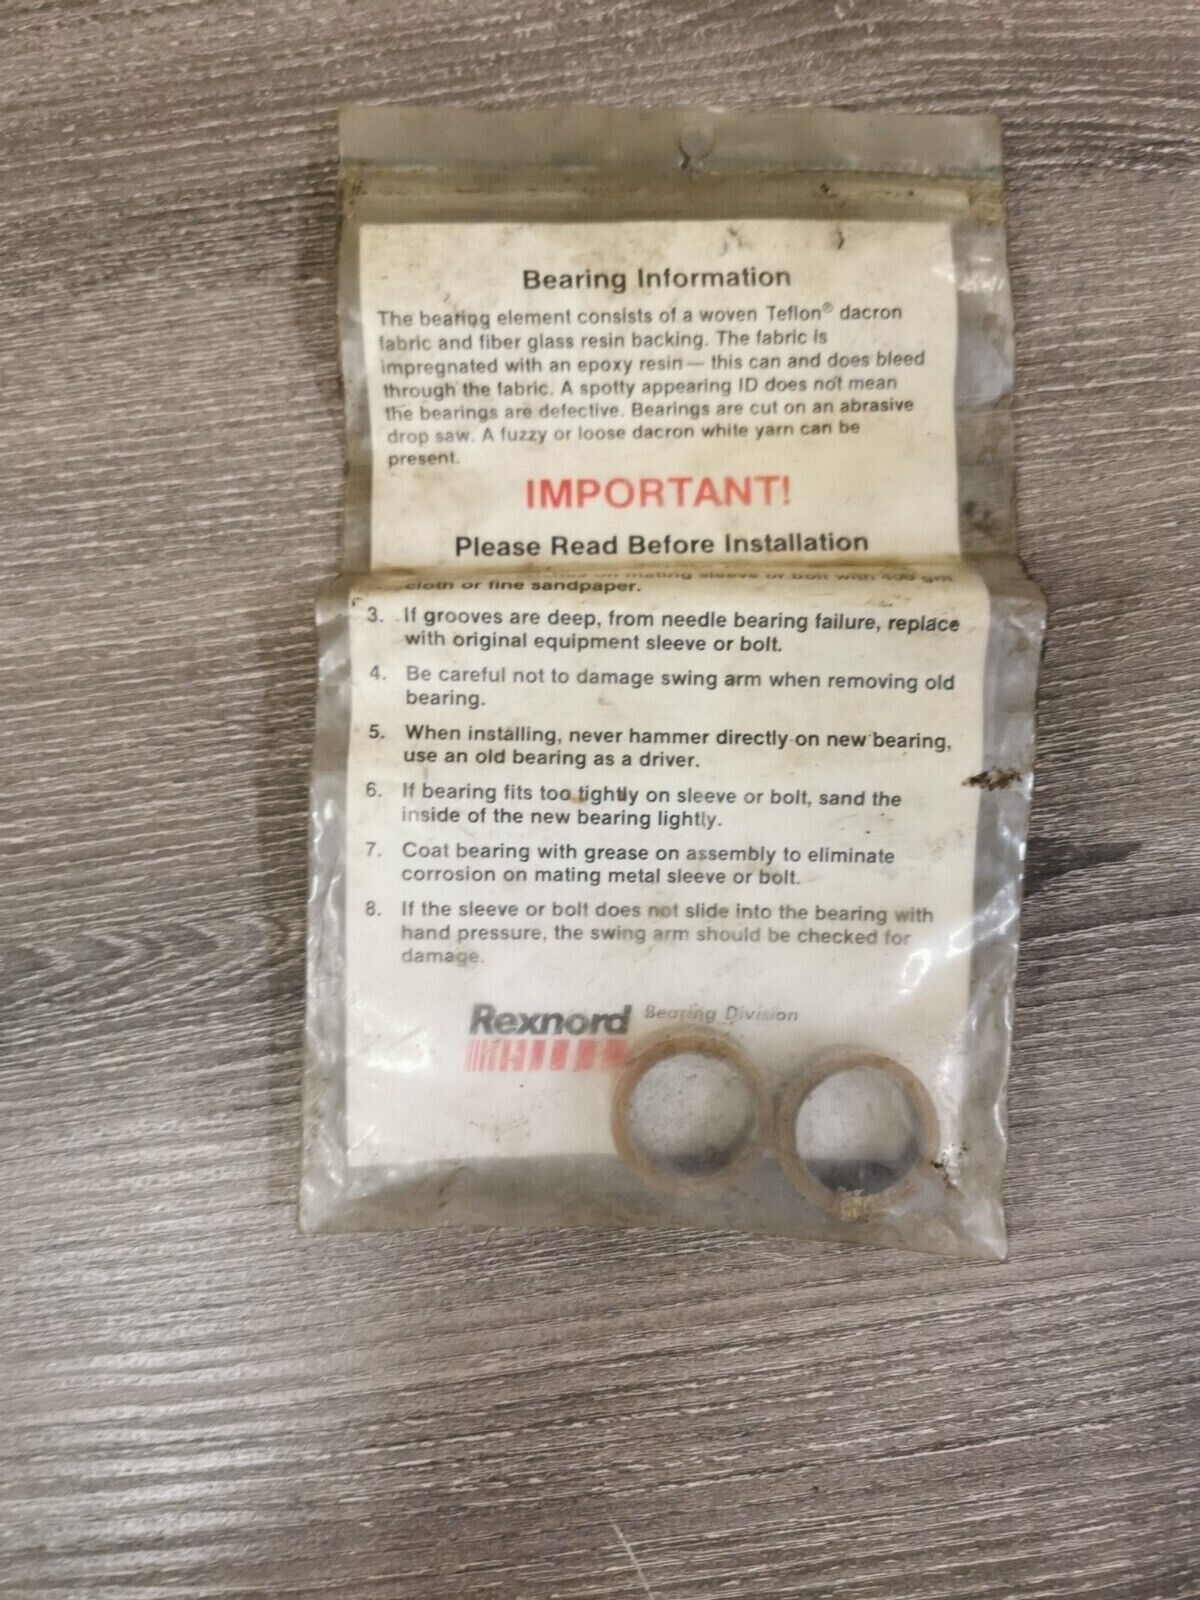 Bearing Information
The bearing element consists of a woven Teflon® dacron
fabric and fiber glass resin backing. The fabric is
impregnated with an epoxy resin — this can and does bleed
through the fabric. A spotty appearing ID does not mean
the bearings are defective. Bearings are cut on an abrasive
drop saw. A fuzzy or loose dacron white yarn can be
present.
IMPORTANT!
Please Read Before Installation
on mating sleeve or bolt with 400 grit
cloth or fine sandpaper.
3. If grooves are deep, from needle bearing failure, replace
with original equipment sleeve or bolt.
4. Be careful not to damage swing arm when removing old
bearing.
5. When installing, never hammer directly on new bearing,
use an old bearing as a driver.
6. If bearing fits too tightly on sleeve or bolt, sand the
inside of the new bearing lightly.
7. Coat bearing with grease on assembly to eliminate
corrosion on mating metal sleeve or bolt.
8. If the sleeve or bolt does not slide into the bearing with
hand pressure, the swing arm should be checked for
damage.
Rexnord Bearing Division